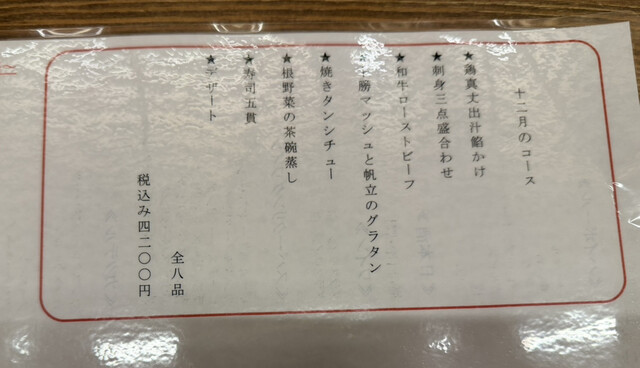 十二月のコース
★鶏真丈出汁餡かけ
★刺身三点盛合わせ
★和牛ローストビーフ
十勝マッシュと帆立のグラタン
★焼きタンシチュー
★根野菜の茶碗蒸し
★寿司五貫
★デザート
全八品
税込み四二〇〇円